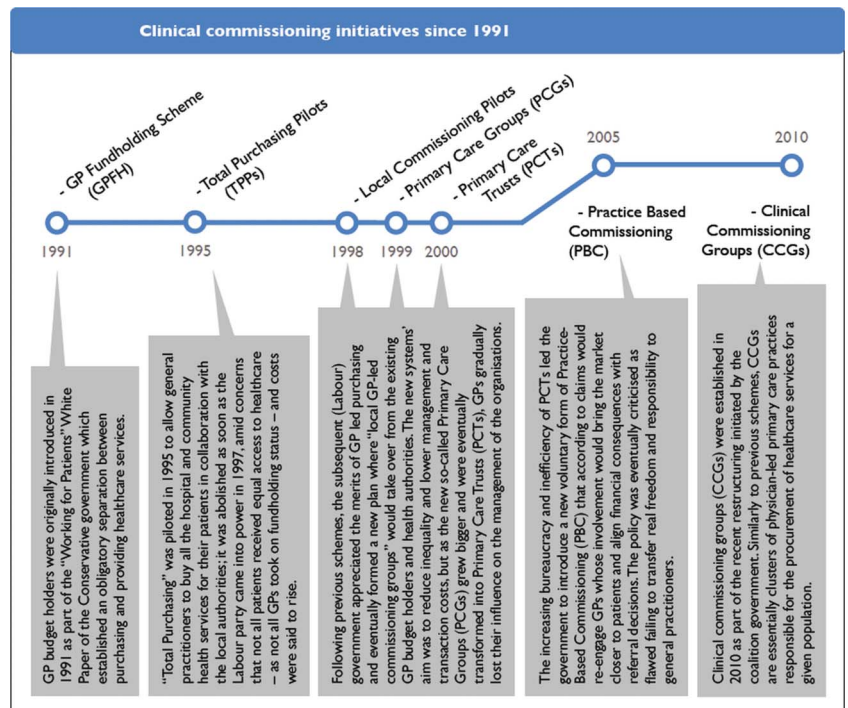 Clinical commissioning initiatives since 1991
- GP Fundholding Scheme
(GPFH)
- Total Purchasing Pilots
(TPPs)
- Local Commissioning Pilots
- Primary Care Groups (PCGs)
- Primary Care
Trusts (PCTs)
2005
2010
1991
1995
1998
1999
2000
- Practice Based
Commissioning
(PBC)
- Clinical
Commissioning
Groups (CCGs)
GP budget holders were originally introduced in
1991 as part of the "Working for Patients" White
Paper of the Conservative government which
established an obligatory separation between
purchasing and providing healthcare services.
"Total Purchasing" was piloted in 1995 to allow general
practitioners to buy all the hospital and community
health services for their patients in collaboration with
the local authorities; it was abolished as soon as the
Labour party came into power in 1997, amid concerns
that not all patients received equal access to healthcare
– as not all GPs took on fundholding status – and costs
were said to rise.
Following previous schemes, the subsequent (Labour)
government appreciated the merits of GP led purchasing
and eventually formed a new plan where "local GP-led
commissioning groups" would take over from the existing
GP budget holders and health authorities. The new systems'
aim was to reduce inequality and lower management and
transaction costs, but as the new so-called Primary Care
Groups (PCGs) grew bigger and were eventually
transformed into Primary Care Trusts (PCTs), GPs gradually
lost their influence on the management of the organisations.
The increasing bureaucracy and inefficiency of PCTs led the
government to introduce a new voluntary form of Practice-
Based Commissioning (PBC) that according to claims would
re-engage GPs whose involvement would bring the market
closer to patients and align financial consequences with
referral decisions. The policy was eventually criticised as
flawed failing to transfer real freedom and responsibility to
general practitioners.
Clinical commissioning groups (CCGs) were established in
2010 as part of the recent restructuring initiated by the
coalition government. Similarly to previous schemes, CCGs
are essentially clusters of physician-led primary care practices
responsible for the procurement of healthcare services for a
given population.